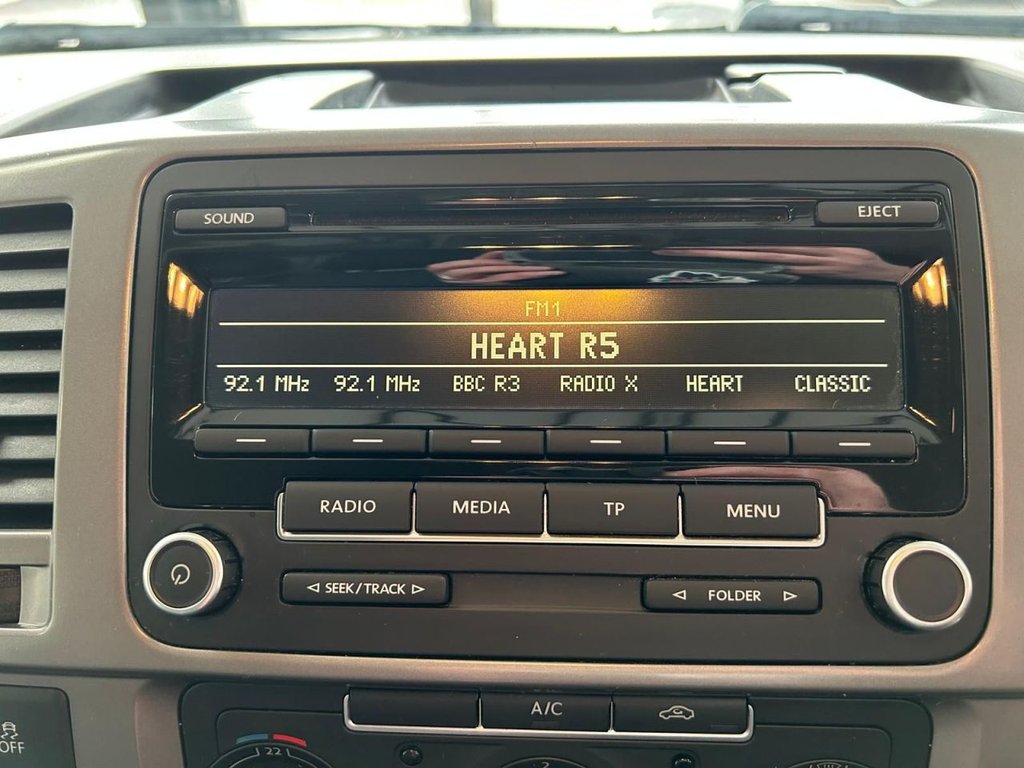 SOUND EJECT
FM1
HEART R5
92.1 MHz 92.1 MHz BBC R3 RADIO X HEART CLASSIC
RADIO MEDIA TP MENU
◁ SEEK/TRACK ▷ ◁ FOLDER ▷
A/C
OFF
22